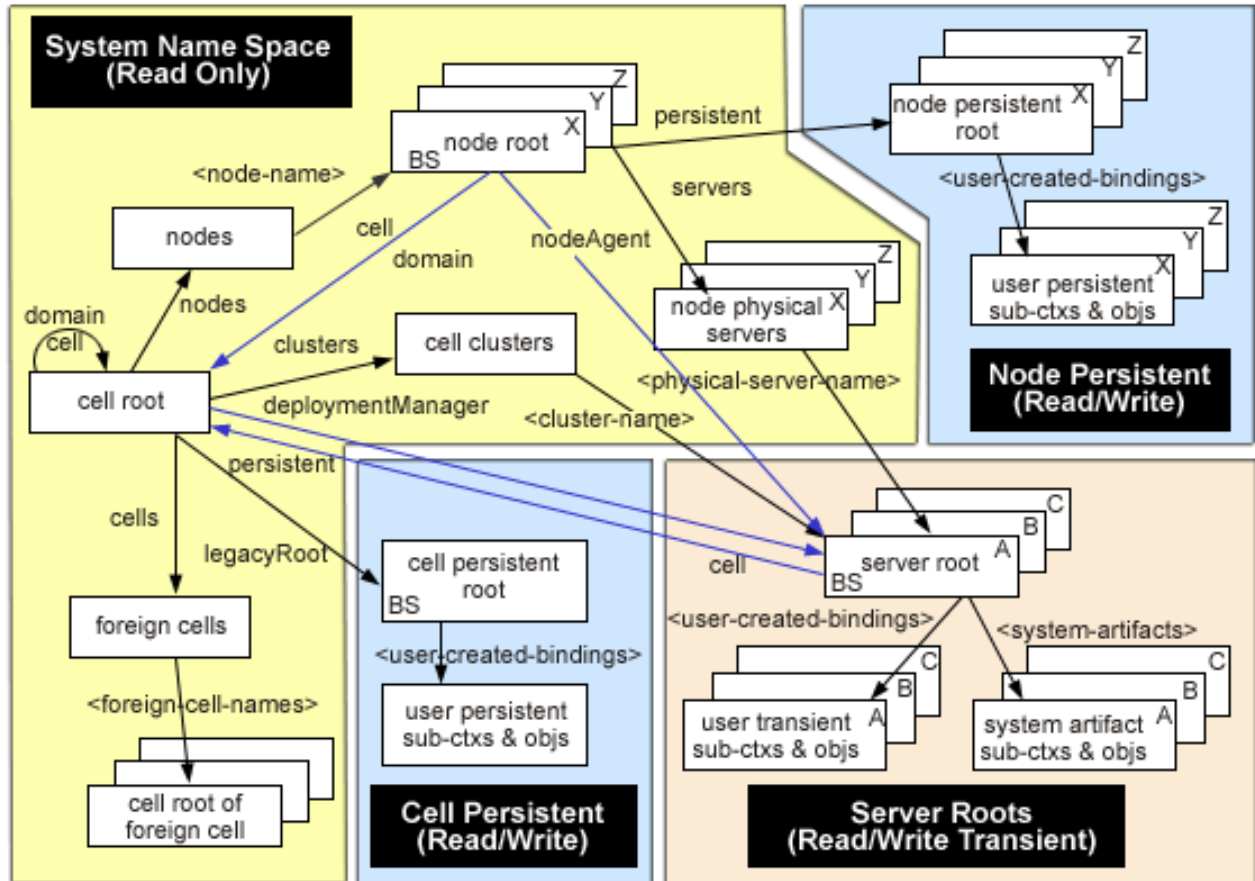 System Name Space
(Read Only)
Z
Y
X
node root
BS
persistent
Z
Y
X
node persistent
root
<node-name>
servers
<user-created-bindings>
nodes
cell
domain
nodeAgent
Z
Y
X
node physical
servers
Z
Y
X
user persistent
sub-ctxs & objs
nodes
domain
cell
clusters
cell clusters
cell root
deploymentManager
<physical-server-name>
<cluster-name>
Node Persistent
(Read/Write)
persistent
cells
legacyRoot
cell persistent
root
BS
cell
C
B
A
server root
BS
foreign cells
<user-created-bindings>
<user-created-bindings>
<system-artifacts>
<foreign-cell-names>
user persistent
sub-ctxs & objs
C
B
A
user transient
sub-ctxs & objs
C
B
A
system artifact
sub-ctxs & objs
cell root of
foreign cell
Cell Persistent
(Read/Write)
Server Roots
(Read/Write Transient)